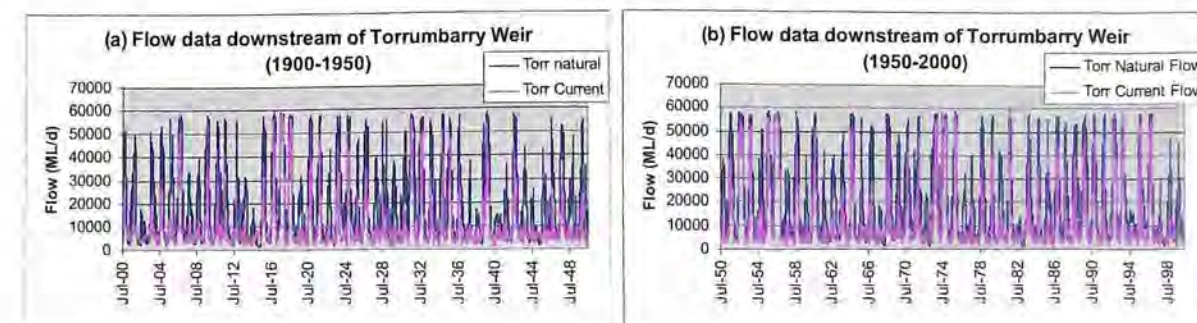 (a) Flow data downstream of Torrumbarry Weir
(1900-1950)
Torr natural
Torr Current
70000
60000
50000
40000
30000
20000
10000
0
Flow (ML/d)
Jul-00
Jul-04
Jul-08
Jul-12
Jul-16
Jul-20
Jul-24
Jul-28
Jul-32
Jul-36
Jul-40
Jul-44
Jul-48
(b) Flow data downstream of Torrumbarry Weir
(1950-2000)
Torr Natural Flow
Torr Current Flow
70000
60000
50000
40000
30000
20000
10000
0
Flow (ML/d)
Jul-50
Jul-54
Jul-58
Jul-62
Jul-66
Jul-70
Jul-74
Jul-78
Jul-82
Jul-86
Jul-90
Jul-94
Jul-98